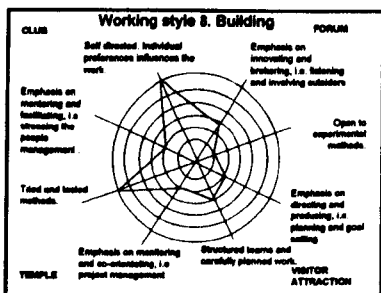 Working style 8. Building
CLUB
FORUM
Self directed. Individual
preferences influences the
work.
Emphasis on
innovating and
brokering, i.e. listening
and involving outsiders
Emphasis on
mentoring and
facilitating, i.e
stressing the
people
management.
Open to
experimental
methods.
Tried and tested
methods.
Emphasis on
directing and
producing, i.e
planning and goal
setting
Emphasis on monitoring
and co-ordinating, i.e
project management
Structured teams and
carefully planned work.
TEMPLE
VISITOR
ATTRACTION